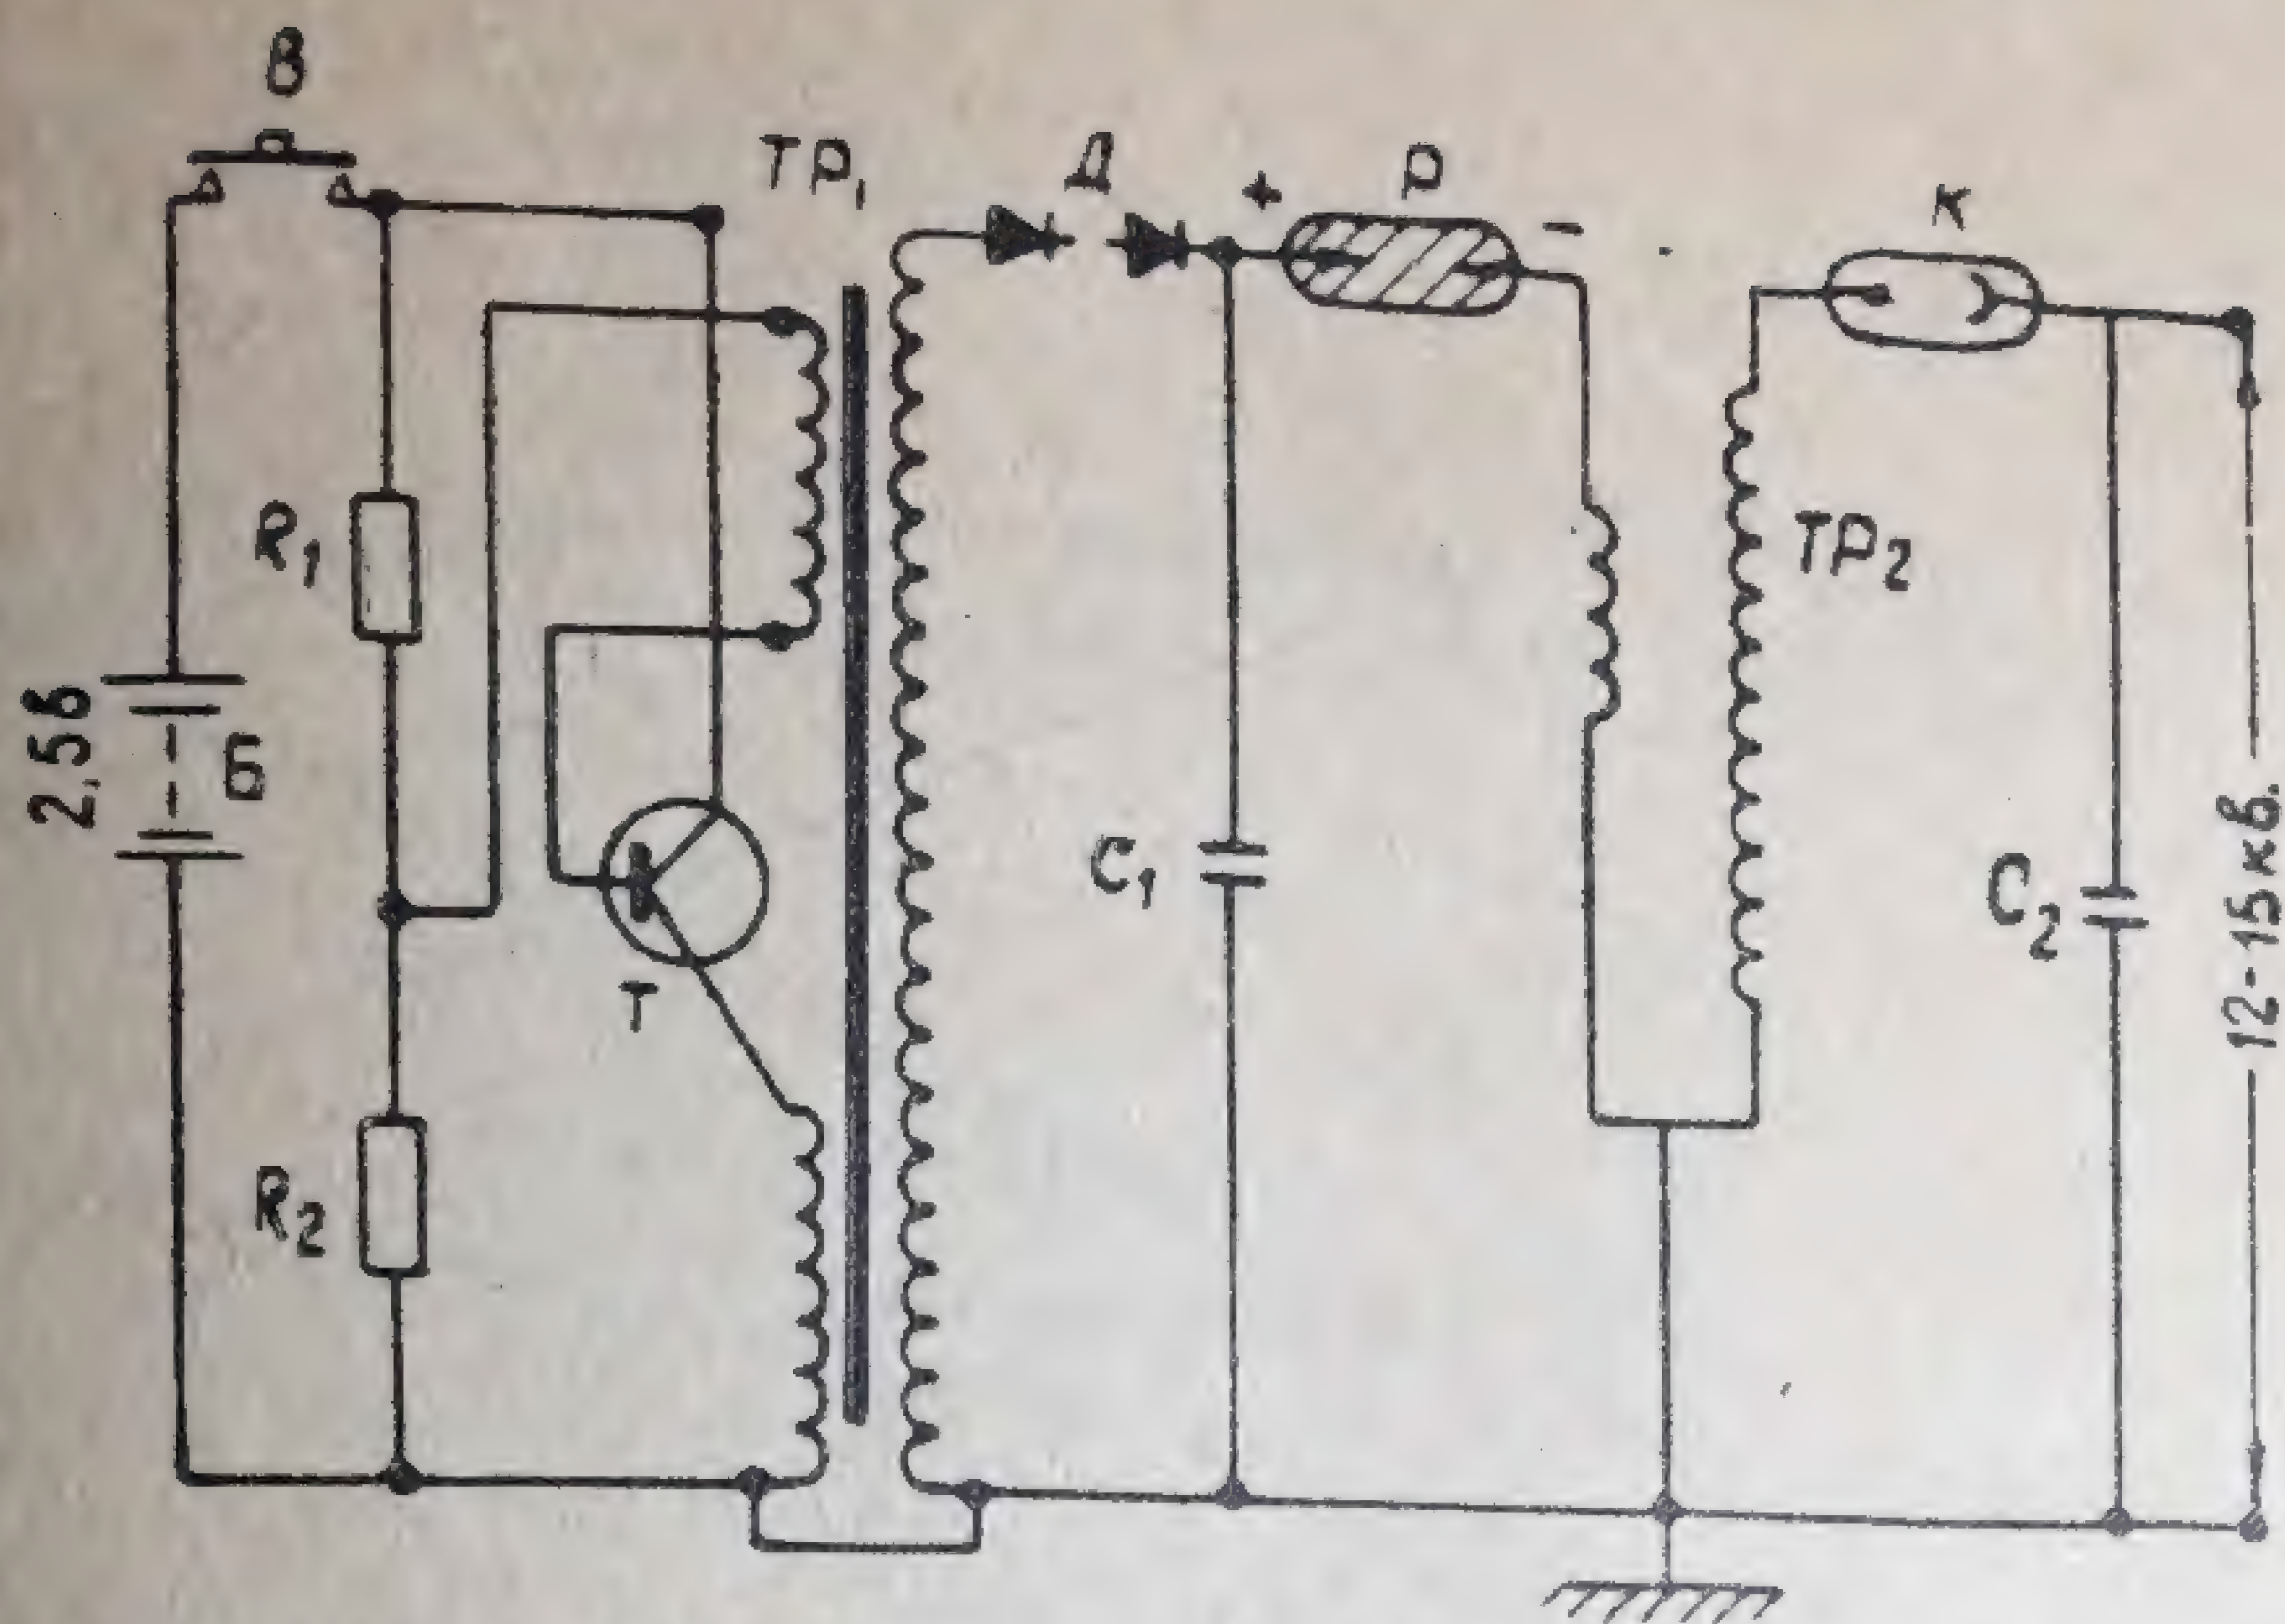 В
ТР₁
Д
+
Р
-
К
R₁
ТР₂
2,5в
Б
С₁
С₂
12-15кв.
Т
R₂